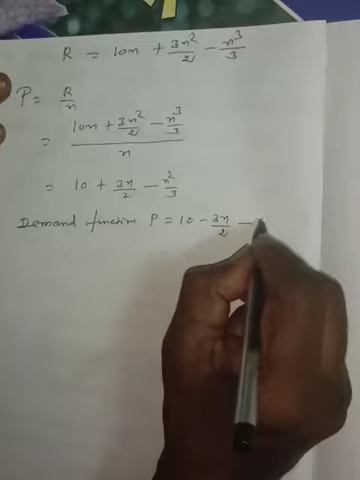 R = 10n + 3n²/2 - n³/3
P = R/n
= (10n + 3n²/2 - n³/3)/n
= 10 + 3n/2 - n²/3
Demand function P = 10 - 3n/2 -